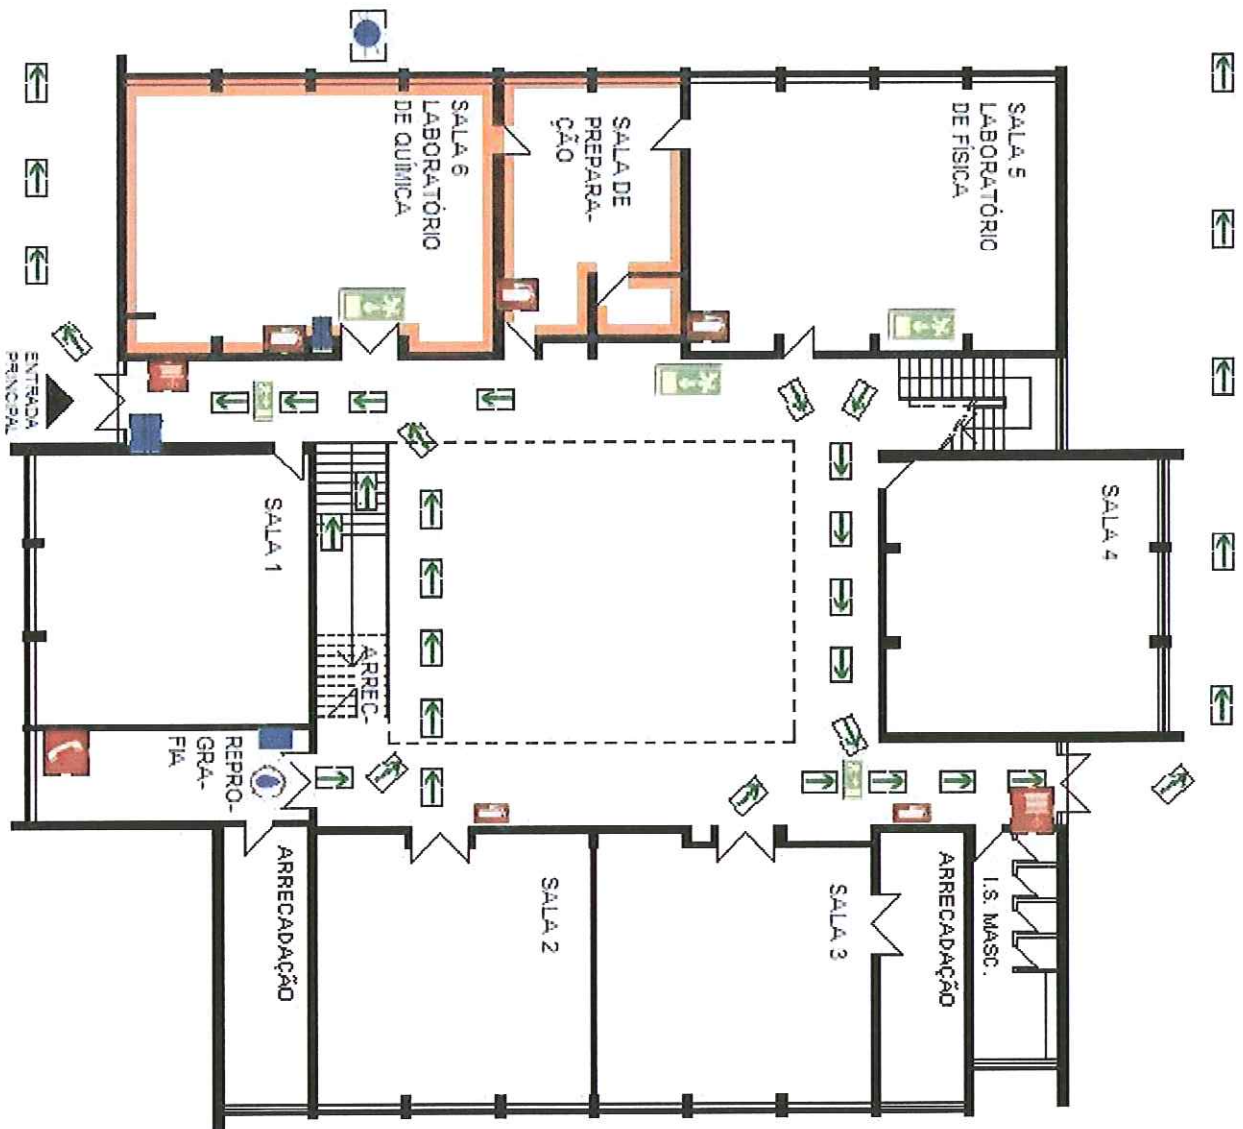 SALA 6
LABORATÓRIO
DE QUÍMICA
SALA DE
PREPARA-
ÇÃO
SALA 5
LABORATÓRIO
DE FÍSICA
ENTRADA
PRINCIPAL
SALA 1
ARREC-
SALA 4
REPRO-
GRA-
FIA
ARRECADAÇÃO
SALA 2
SALA 3
ARRECADAÇÃO
I.S. MASC.